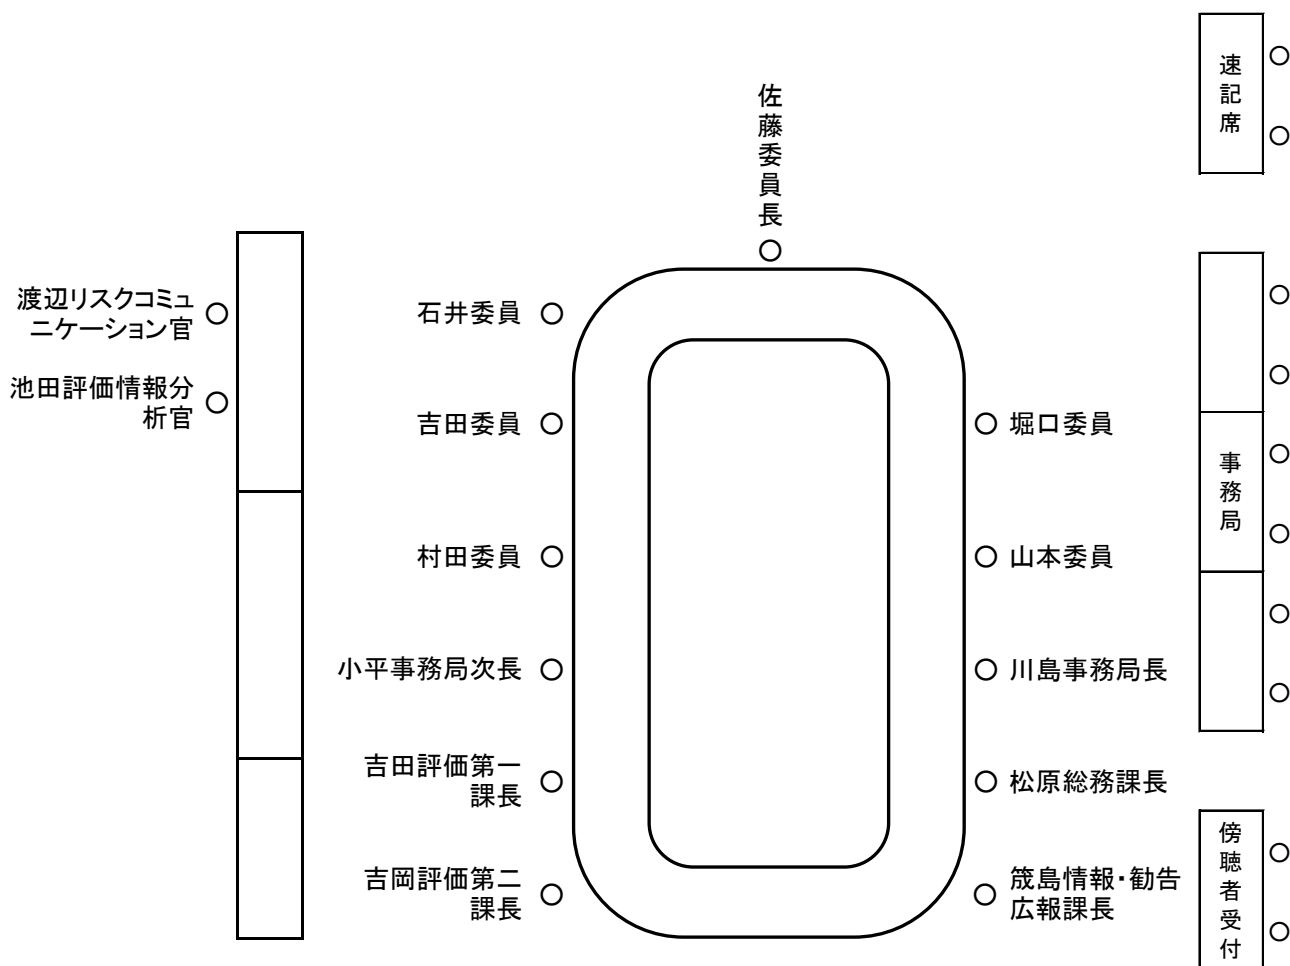 速記席
佐藤委員長
渡辺リスクコミュ
ニケーション官
石井委員
池田評価情報分
析官
吉田委員
堀口委員
事務局
村田委員
山本委員
小平事務局次長
川島事務局長
吉田評価第一
課長
松原総務課長
傍聴者受付
吉岡評価第二
課長
筬島情報・勧告
広報課長